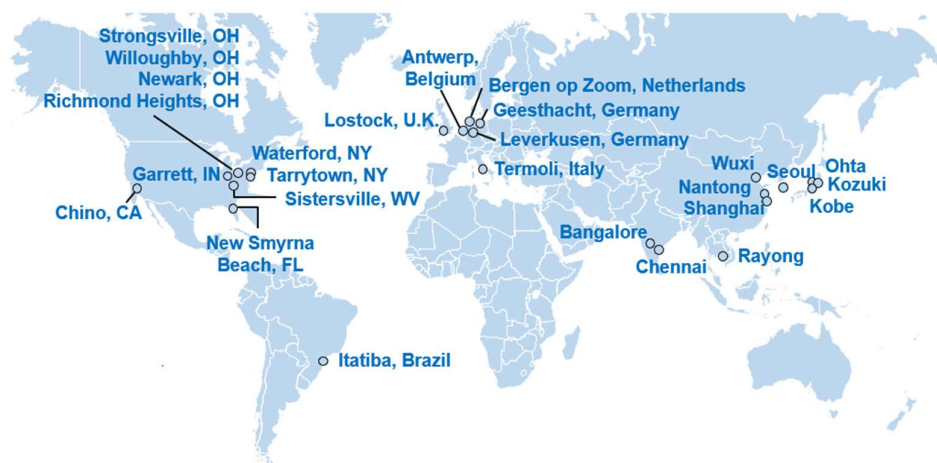 Strongsville, OH
Willoughby, OH
Newark, OH
Richmond Heights, OH
Garrett, IN
Waterford, NY
Tarrytown, NY
Sistersville, WV
Chino, CA
New Smyrna
Beach, FL
Itatiba, Brazil
Antwerp,
Belgium
Bergen op Zoom, Netherlands
Geesthacht, Germany
Lostock, U.K.
Leverkusen, Germany
Termoli, Italy
Wuxi
Seoul
Ohta
Nantong
Kozuki
Shanghai
Kobe
Bangalore
Chennai
Rayong